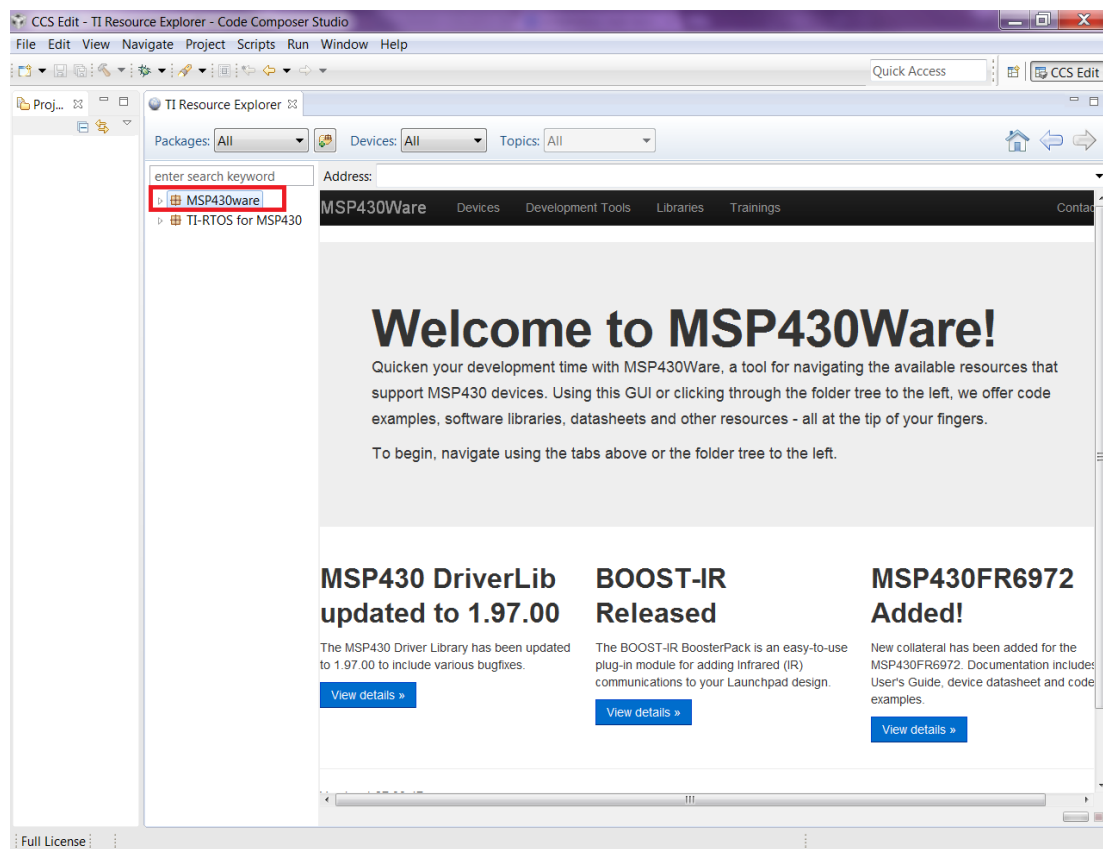 CCS Edit - TI Resource Explorer - Code Composer Studio
File Edit View Navigate Project Scripts Run Window Help
Quick Access
CCS Edit
Proj...
TI Resource Explorer
Packages: All
Devices: All
Topics: All
enter search keyword
Address:
MSP430ware
TI-RTOS for MSP430
MSP430Ware Devices Development Tools Libraries Trainings Contac
Welcome to MSP430Ware!
Quicken your development time with MSP430Ware, a tool for navigating the available resources that
support MSP430 devices. Using this GUI or clicking through the folder tree to the left, we offer code
examples, software libraries, datasheets and other resources - all at the tip of your fingers.
To begin, navigate using the tabs above or the folder tree to the left.
MSP430 DriverLib
updated to 1.97.00
The MSP430 Driver Library has been updated
to 1.97.00 to include various bugfixes.
View details »
BOOST-IR
Released
The BOOST-IR BoosterPack is an easy-to-use
plug-in module for adding Infrared (IR)
communications to your Launchpad design.
View details »
MSP430FR6972
Added!
New collateral has been added for the
MSP430FR6972. Documentation includes
User's Guide, device datasheet and code
examples.
View details »
Full License